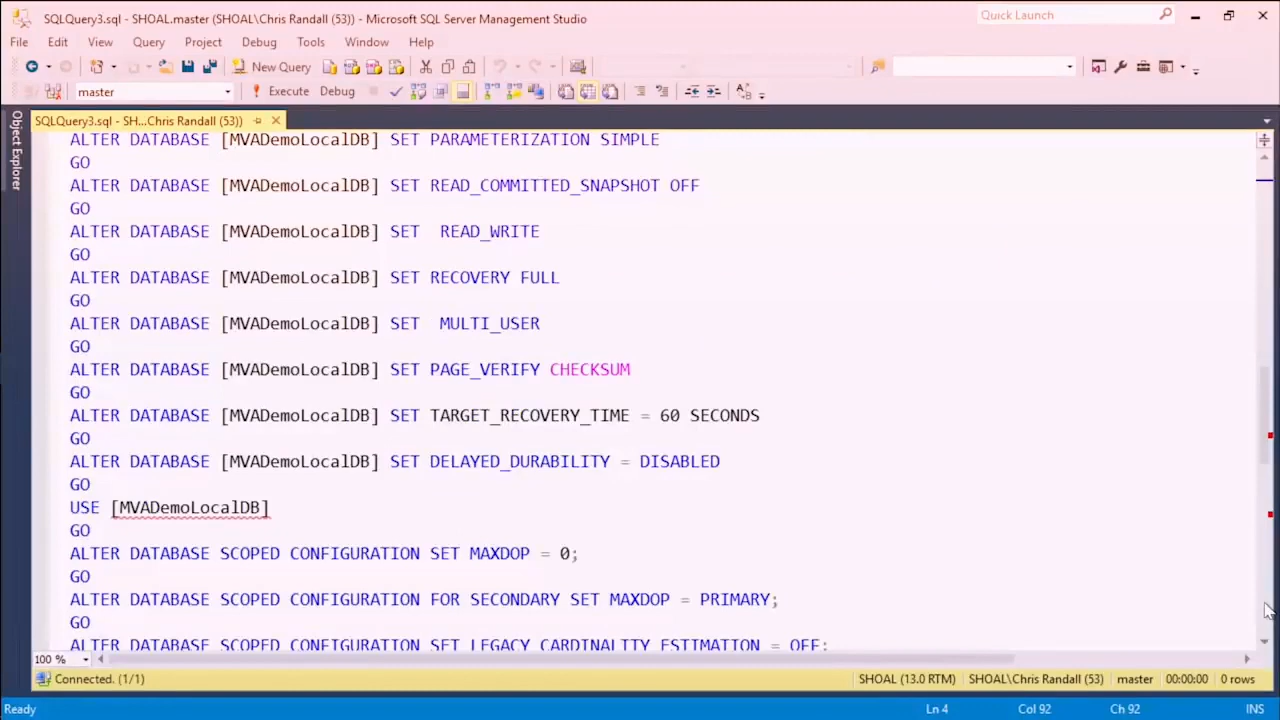 SQLQuery3.sql - SHOAL.master (SHOAL\Chris Randall (53)) - Microsoft SQL Server Management Studio
Quick Launch
File Edit View Query Project Debug Tools Window Help
New Query
master Execute Debug
SQLQuery3.sql - SH...Chris Randall (53))
Object Explorer
ALTER DATABASE [MVADemoLocalDB] SET PARAMETERIZATION SIMPLE
GO
ALTER DATABASE [MVADemoLocalDB] SET READ_COMMITTED_SNAPSHOT OFF
GO
ALTER DATABASE [MVADemoLocalDB] SET  READ_WRITE
GO
ALTER DATABASE [MVADemoLocalDB] SET RECOVERY FULL
GO
ALTER DATABASE [MVADemoLocalDB] SET  MULTI_USER
GO
ALTER DATABASE [MVADemoLocalDB] SET PAGE_VERIFY CHECKSUM
GO
ALTER DATABASE [MVADemoLocalDB] SET TARGET_RECOVERY_TIME = 60 SECONDS
GO
ALTER DATABASE [MVADemoLocalDB] SET DELAYED_DURABILITY = DISABLED
GO
USE [MVADemoLocalDB]
GO
ALTER DATABASE SCOPED CONFIGURATION SET MAXDOP = 0;
GO
ALTER DATABASE SCOPED CONFIGURATION FOR SECONDARY SET MAXDOP = PRIMARY;
GO
ALTER DATABASE SCOPED CONFIGURATION SET LEGACY_CARDINALITY_ESTIMATION = OFF;
100 %
Connected. (1/1) SHOAL (13.0 RTM) SHOAL\Chris Randall (53) master 00:00:00 0 rows
Ready Ln 4 Col 92 Ch 92 INS